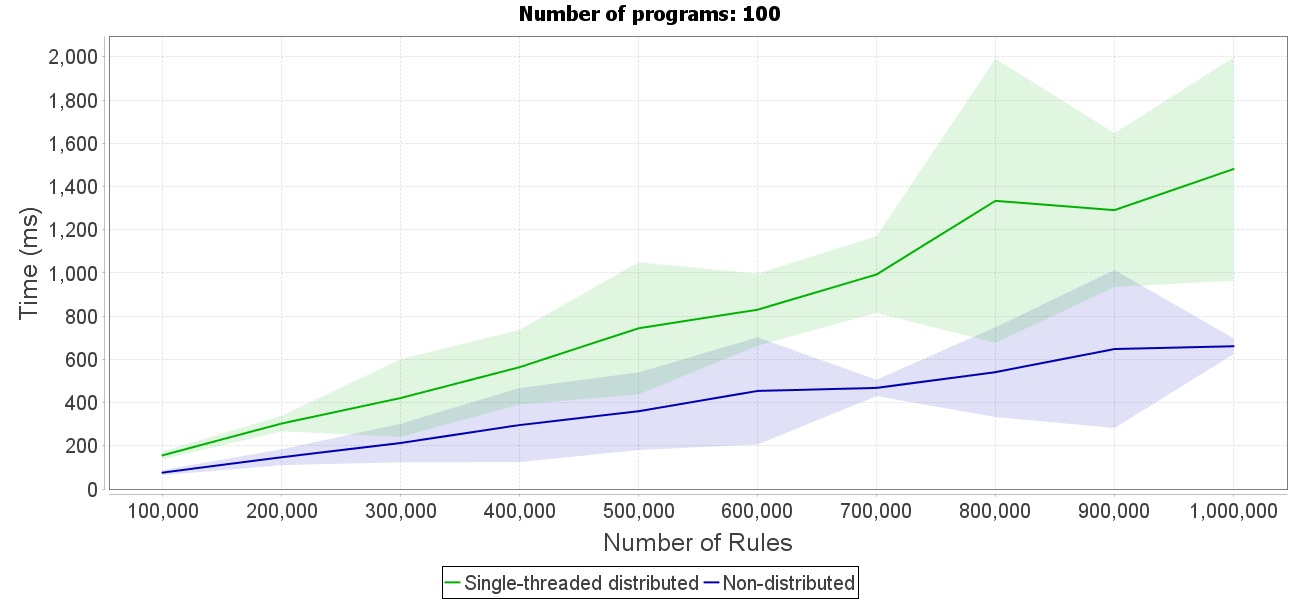 Number of programs: 100
2,000
1,800
1,600
1,400
1,200
1,000
800
600
400
200
0
Time (ms)
100,000 200,000 300,000 400,000 500,000 600,000 700,000 800,000 900,000 1,000,000
Number of Rules
Single-threaded distributed Non-distributed